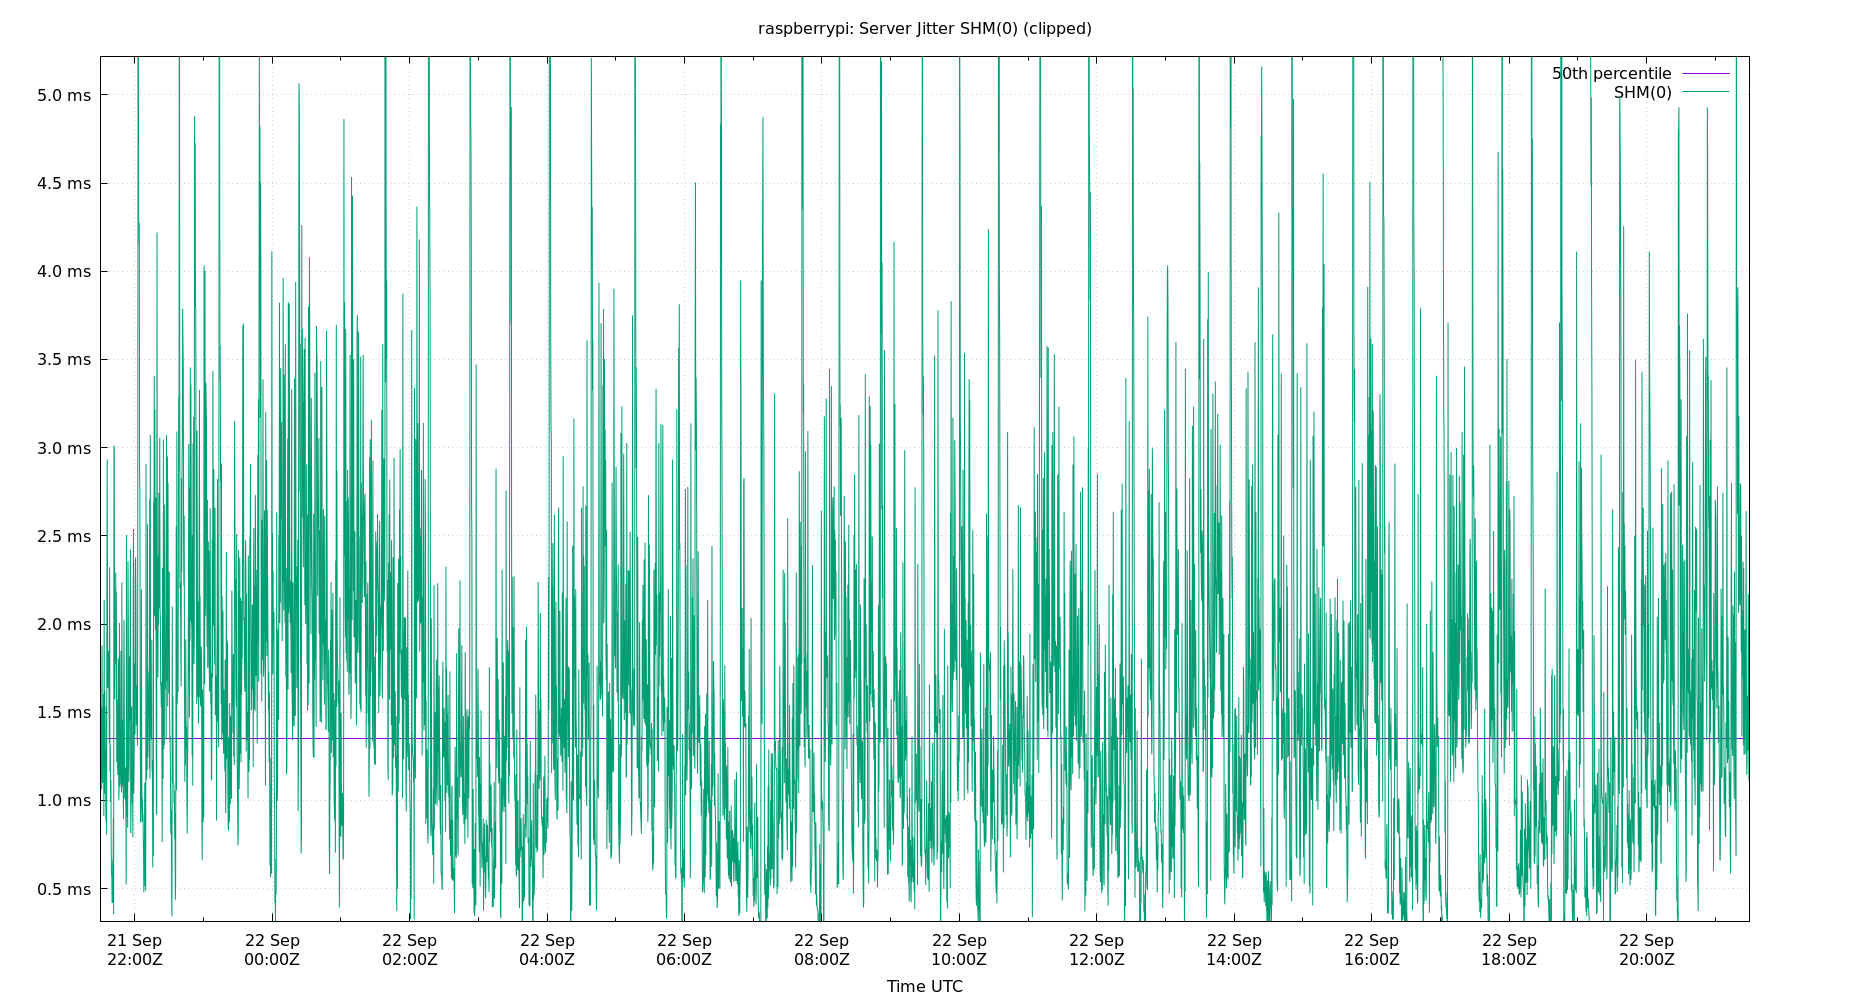 raspberrypi: Server Jitter SHM(0) (clipped)
50th percentile
SHM(0)
5.0 ms
4.5 ms
4.0 ms
3.5 ms
3.0 ms
2.5 ms
2.0 ms
1.5 ms
1.0 ms
0.5 ms
21 Sep 22 Sep 22 Sep 22 Sep 22 Sep 22 Sep 22 Sep 22 Sep 22 Sep 22 Sep 22 Sep 22 Sep
22:00Z 00:00Z 02:00Z 04:00Z 06:00Z 08:00Z 10:00Z 12:00Z 14:00Z 16:00Z 18:00Z 20:00Z
Time UTC